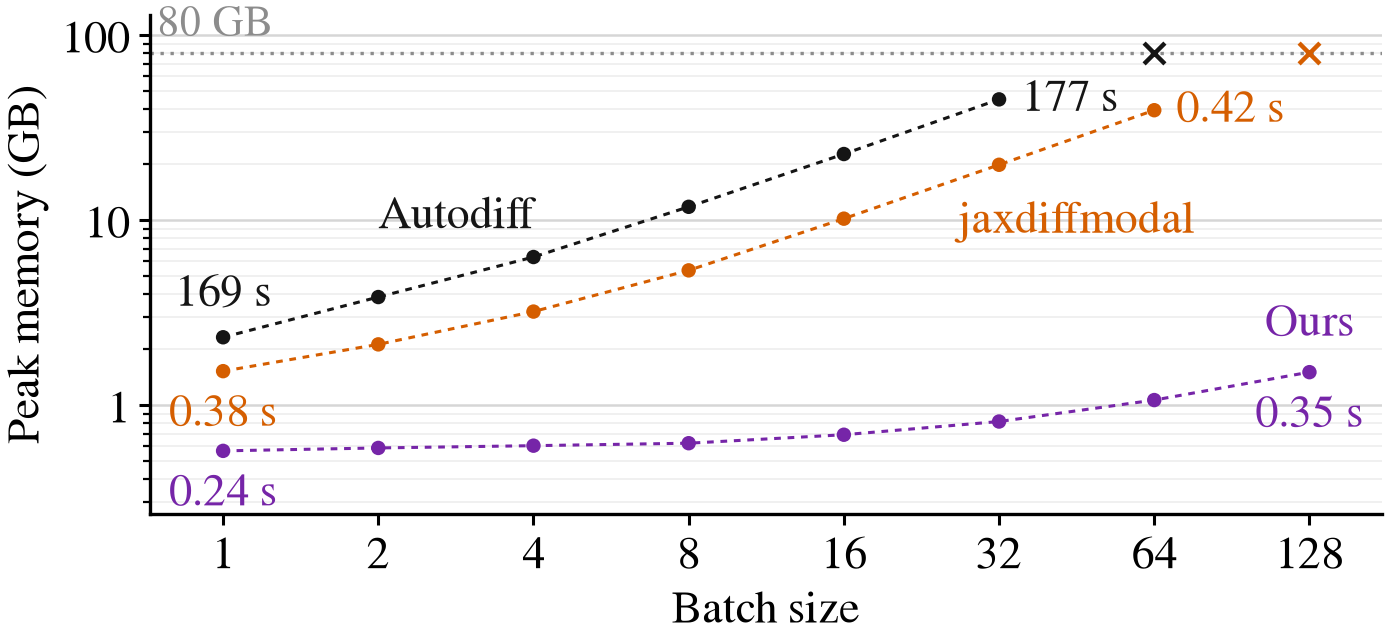 80 GB
100
177 s
0.42 s
Autodiff
jaxdiffmodal
10
169 s
Ours
0.38 s
1
0.35 s
0.24 s
Peak memory (GB)
1 2 4 8 16 32 64 128
Batch size